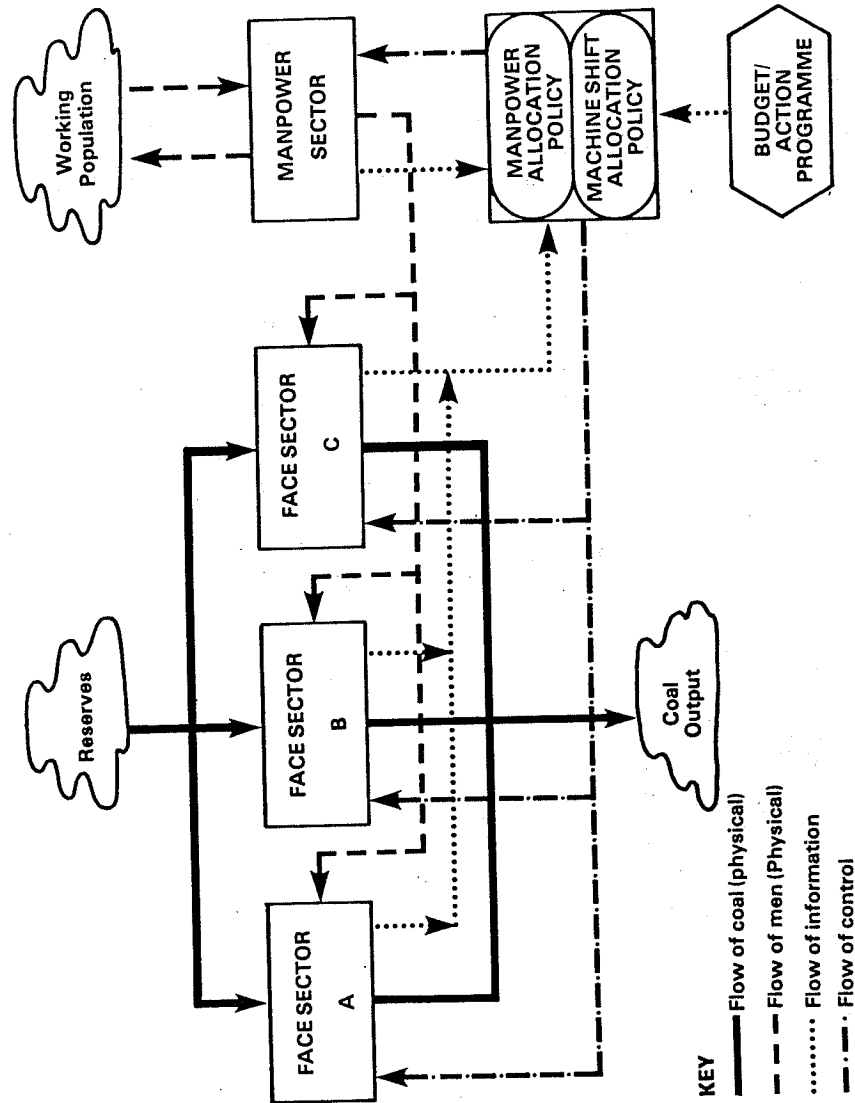 Reserves
Working
Population
FACE SECTOR
A
FACE SECTOR
B
FACE SECTOR
C
MANPOWER
SECTOR
MANPOWER
ALLOCATION
POLICY
MACHINE SHIFT
ALLOCATION
POLICY
BUDGET/
ACTION
PROGRAMME
Coal
Output
KEY
Flow of coal (physical)
Flow of men (Physical)
Flow of information
Flow of control